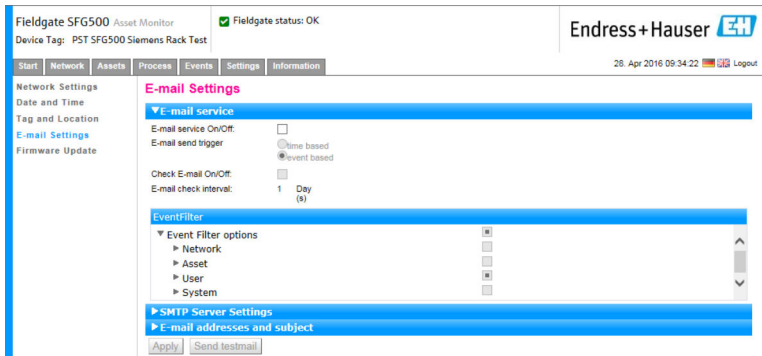 Fieldgate SFG500 Asset Monitor
Device Tag: PST SFG500 Siemens Rack Test
Fieldgate status: OK
Endress+Hauser EH
Start Network Assets Process Events Settings Information
28. Apr 2016 09:34:22 Logout
Network Settings
Date and Time
Tag and Location
E-mail Settings
Firmware Update
E-mail Settings
▼E-mail service
E-mail service On/Off:
E-mail send trigger
time based
event based
Check E-mail On/Off:
E-mail check interval: 1 Day
(s)
EventFilter
▼ Event Filter options
▶ Network
▶ Asset
▶ User
▶ System
▶SMTP Server Settings
▶E-mail addresses and subject
Apply Send testmail